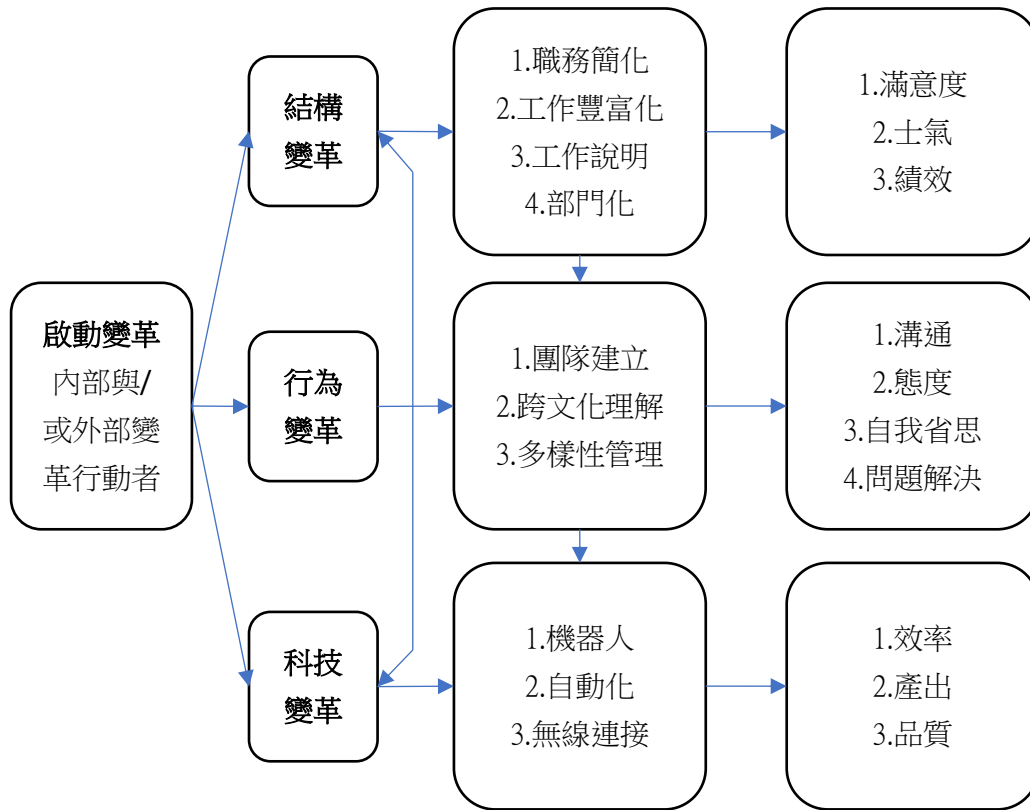 啟動變革
內部與/
或外部變
革行動者
結構
變革
1.職務簡化
2.工作豐富化
3.工作說明
4.部門化
1.滿意度
2.士氣
3.績效
行為
變革
1.團隊建立
2.跨文化理解
3.多樣性管理
1.溝通
2.態度
3.自我省思
4.問題解決
科技
變革
1.機器人
2.自動化
3.無線連接
1.效率
2.產出
3.品質